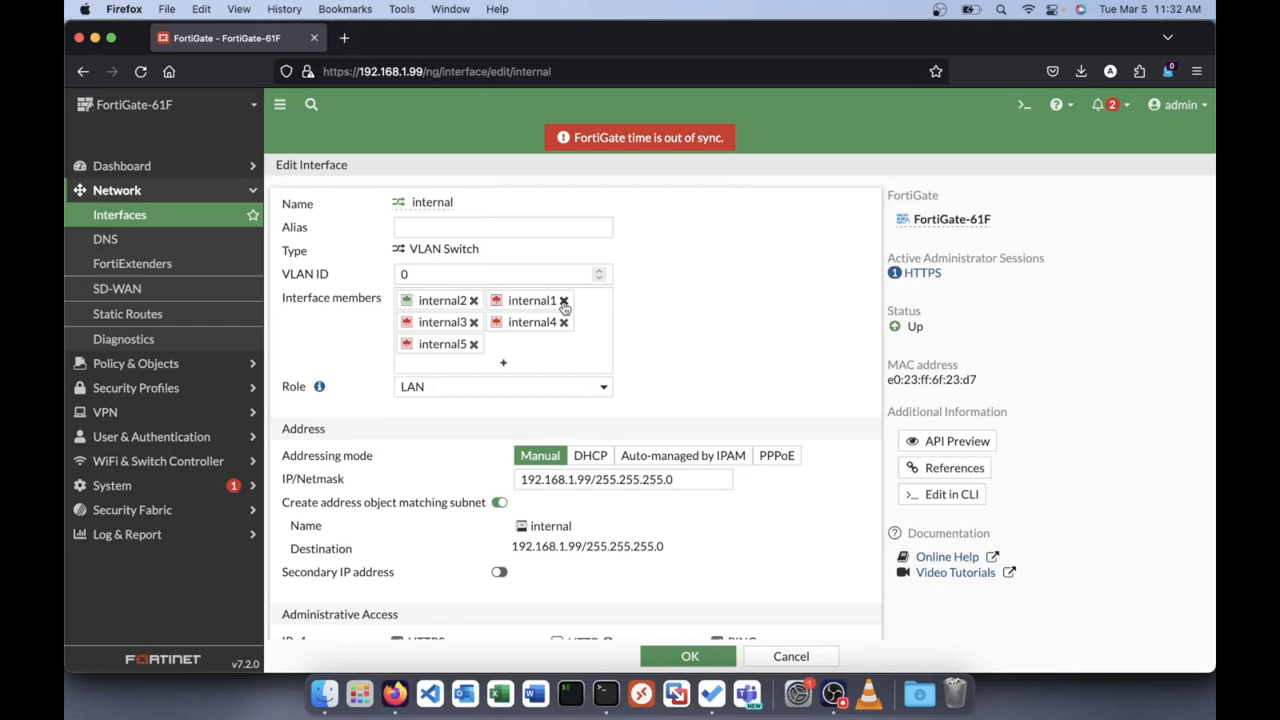 Firefox File Edit View History Bookmarks Tools Window Help Tue Mar 5 11:32 AM
FortiGate - FortiGate-61F
https://192.168.1.99/ng/interface/edit/internal
FortiGate-61F
2 admin
FortiGate time is out of sync.
Dashboard
Network
Interfaces
DNS
FortiExtenders
SD-WAN
Static Routes
Diagnostics
Policy & Objects
Security Profiles
VPN
User & Authentication
WiFi & Switch Controller
System 1
Security Fabric
Log & Report
FORTINET v7.2.0
Edit Interface
Name internal
Alias
Type VLAN Switch
VLAN ID 0
Interface members internal2 internal1
internal3 internal4
internal5
Role LAN
Address
Addressing mode Manual DHCP Auto-managed by IPAM PPPoE
IP/Netmask 192.168.1.99/255.255.255.0
Create address object matching subnet
Name internal
Destination 192.168.1.99/255.255.255.0
Secondary IP address
Administrative Access
OK Cancel
FortiGate
FortiGate-61F
Active Administrator Sessions
1 HTTPS
Status
Up
MAC address
e0:23:ff:6f:23:d7
Additional Information
API Preview
References
Edit in CLI
Documentation
Online Help
Video Tutorials